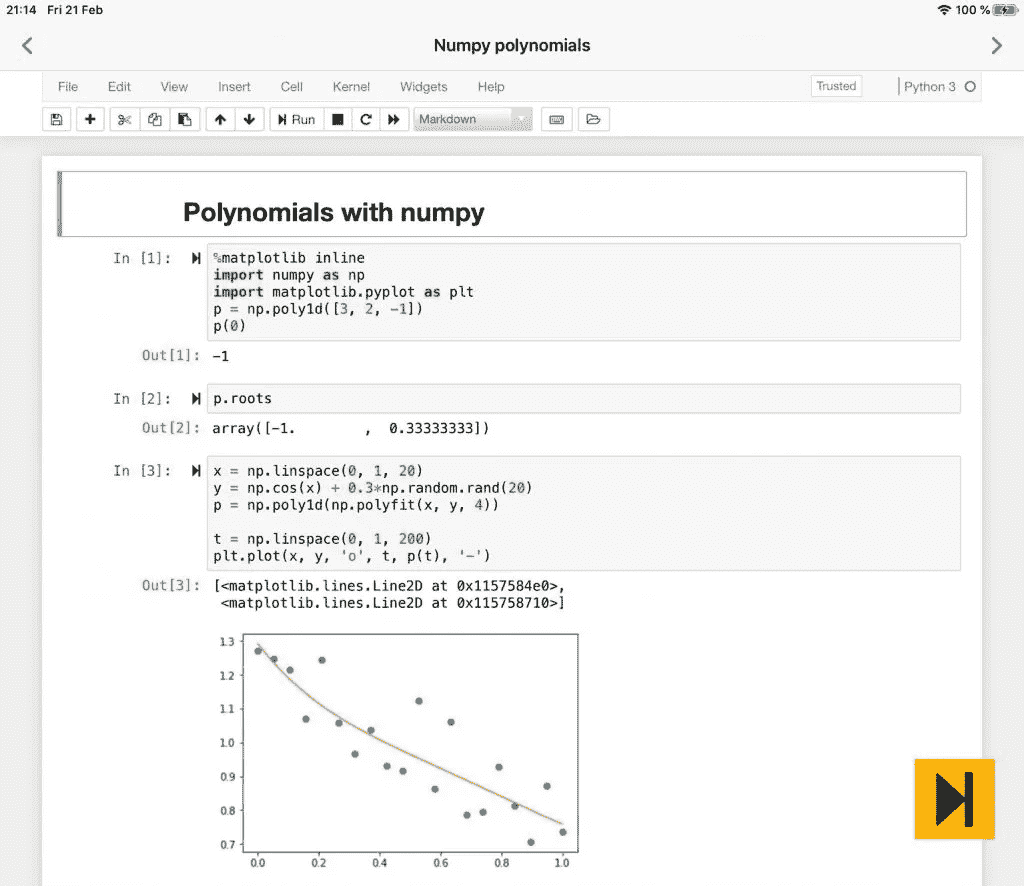 21:14 Fri 21 Feb 100 %
Numpy polynomials
File Edit View Insert Cell Kernel Widgets Help Trusted Python 3
Run Markdown
Polynomials with numpy
In [1]: %matplotlib inline
import numpy as np
import matplotlib.pyplot as plt
p = np.poly1d([3, 2, -1])
p(0)
Out[1]: -1
In [2]: p.roots
Out[2]: array([-1.        ,  0.33333333])
In [3]: x = np.linspace(0, 1, 20)
y = np.cos(x) + 0.3*np.random.rand(20)
p = np.poly1d(np.polyfit(x, y, 4))
t = np.linspace(0, 1, 200)
plt.plot(x, y, 'o', t, p(t), '-')
Out[3]: [<matplotlib.lines.Line2D at 0x1157584e0>,
<matplotlib.lines.Line2D at 0x115758710>]
1.3
1.2
1.1
1.0
0.9
0.8
0.7
0.0 0.2 0.4 0.6 0.8 1.0